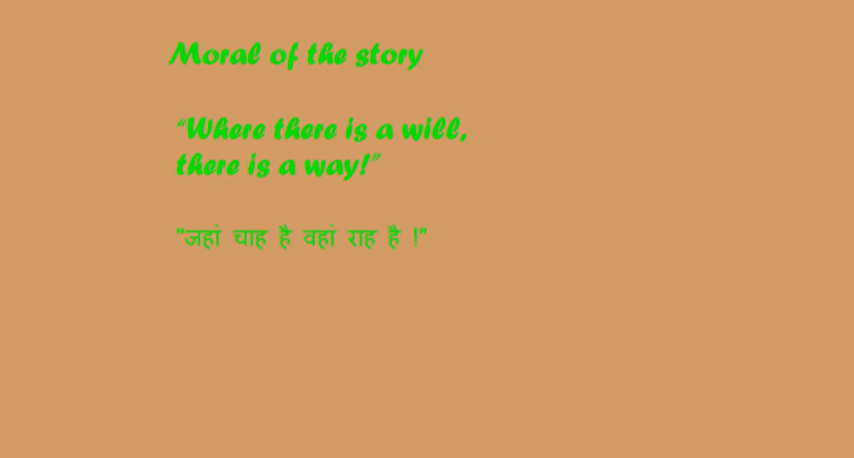 Moral of the story
“Where there is a will,
there is a way!”
"जहां चाह है वहां राह है !"